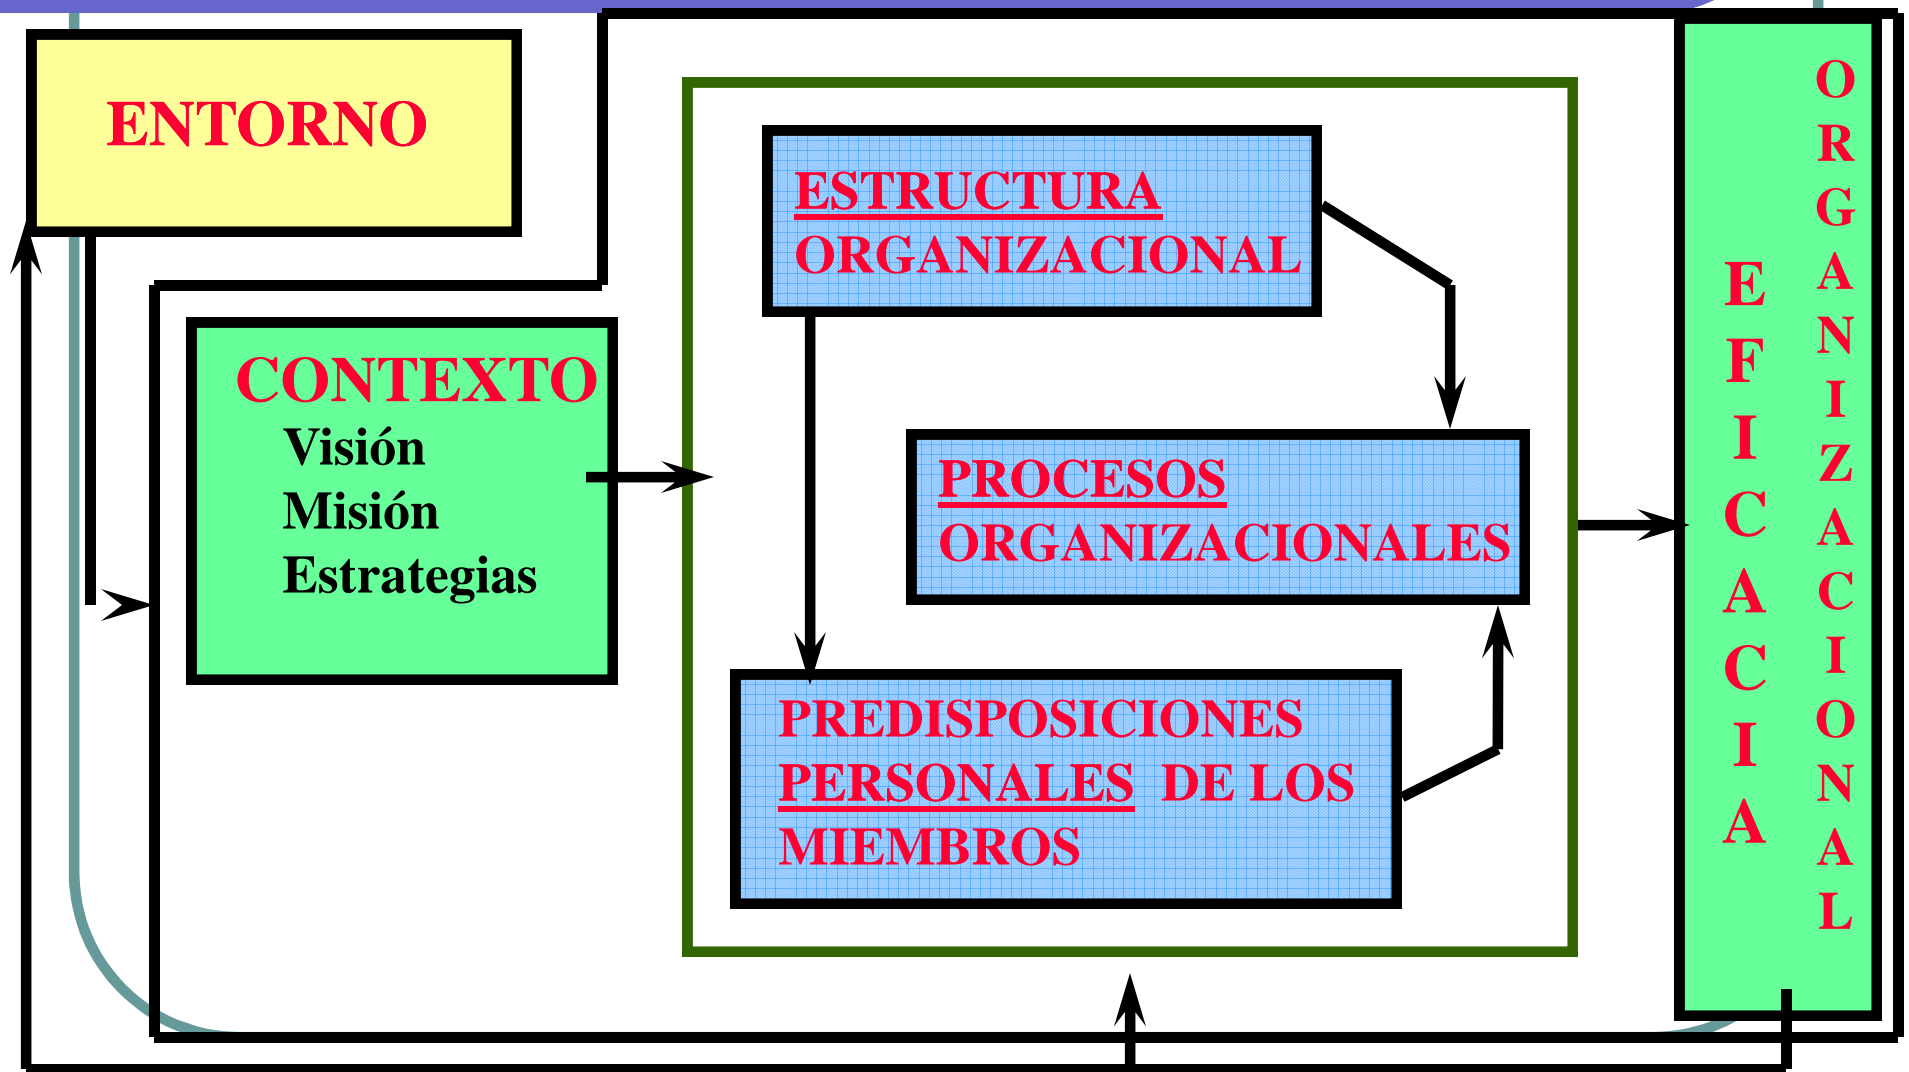 ENTORNO
CONTEXTO
Visión
Misión
Estrategias
ESTRUCTURA
ORGANIZACIONAL
PROCESOS
ORGANIZACIONALES
PREDISPOSICIONES
PERSONALES DE LOS
MIEMBROS
EFICACIA
ORGANIZACIONAL